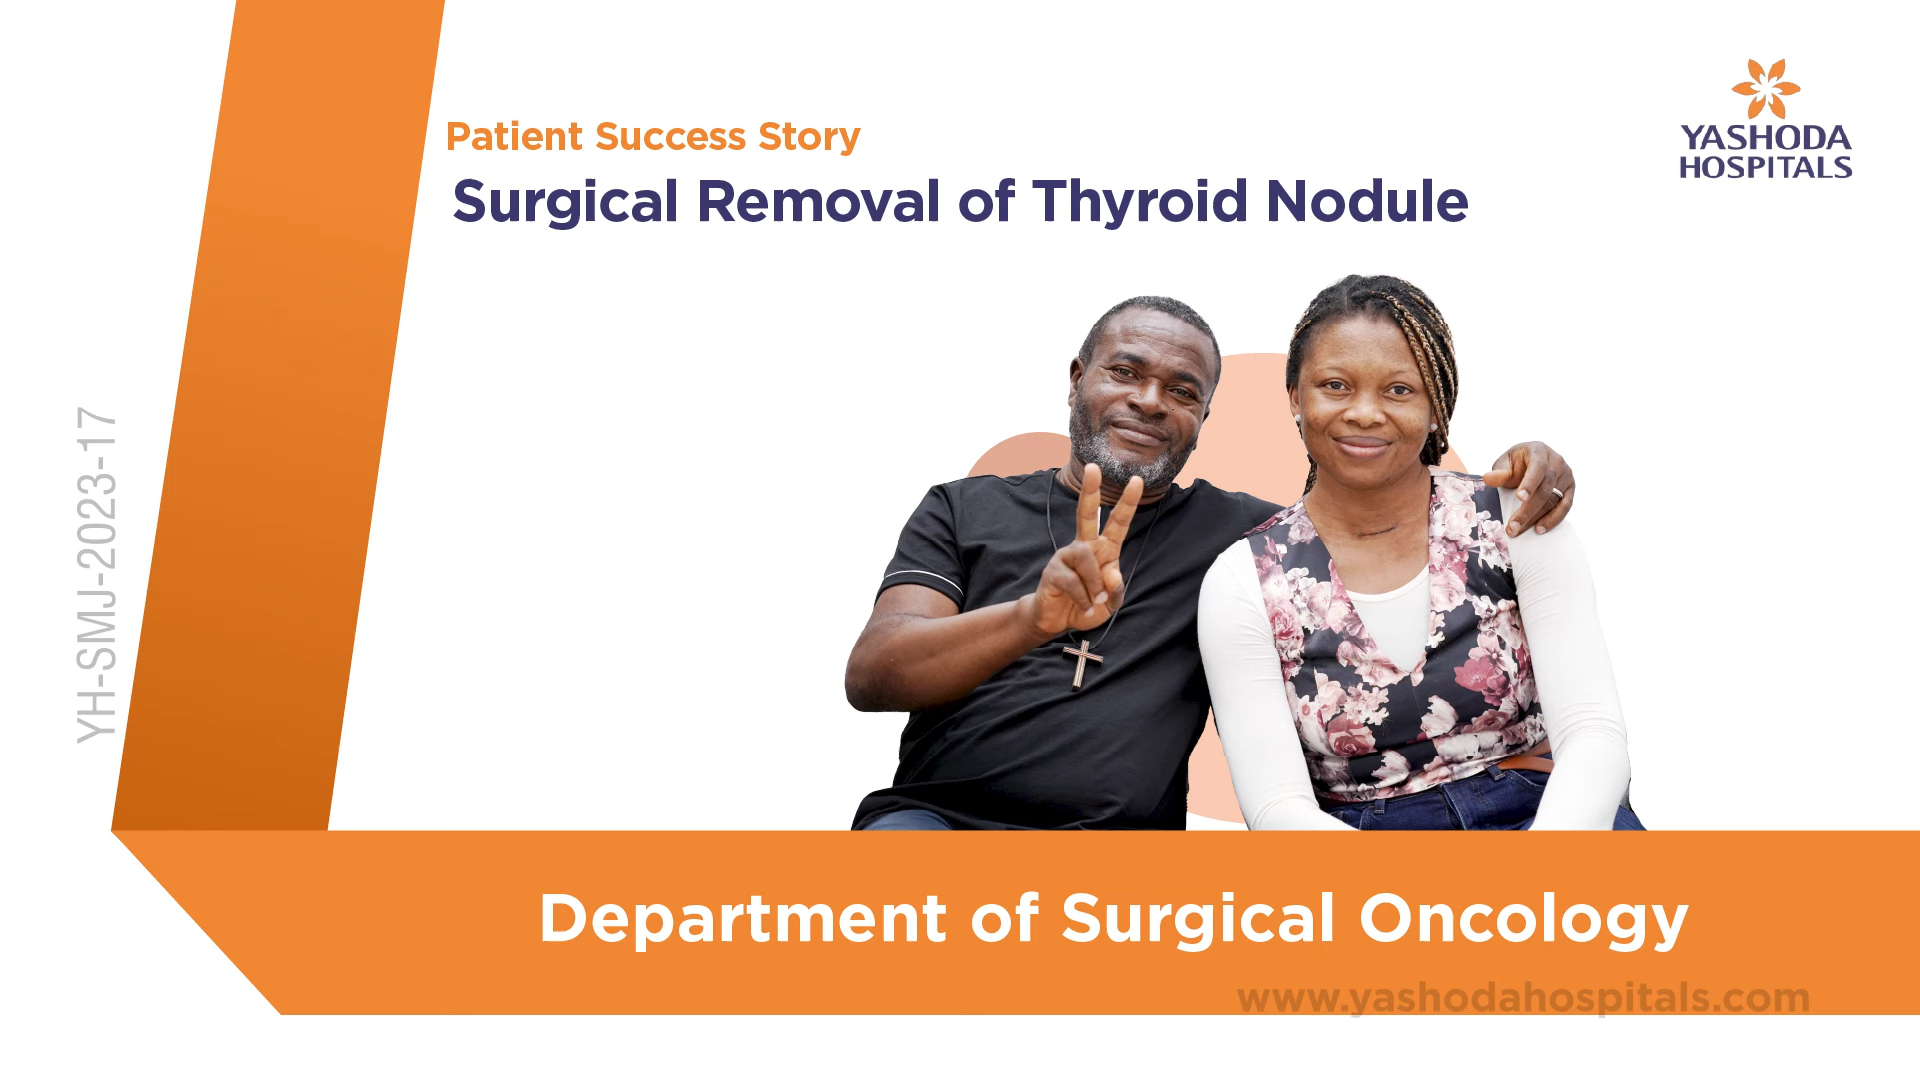 Patient Success Story
Surgical Removal of Thyroid Nodule
YASHODA
HOSPITALS
YH-SMJ-2023-17
Department of Surgical Oncology
www.yashodahospitals.com